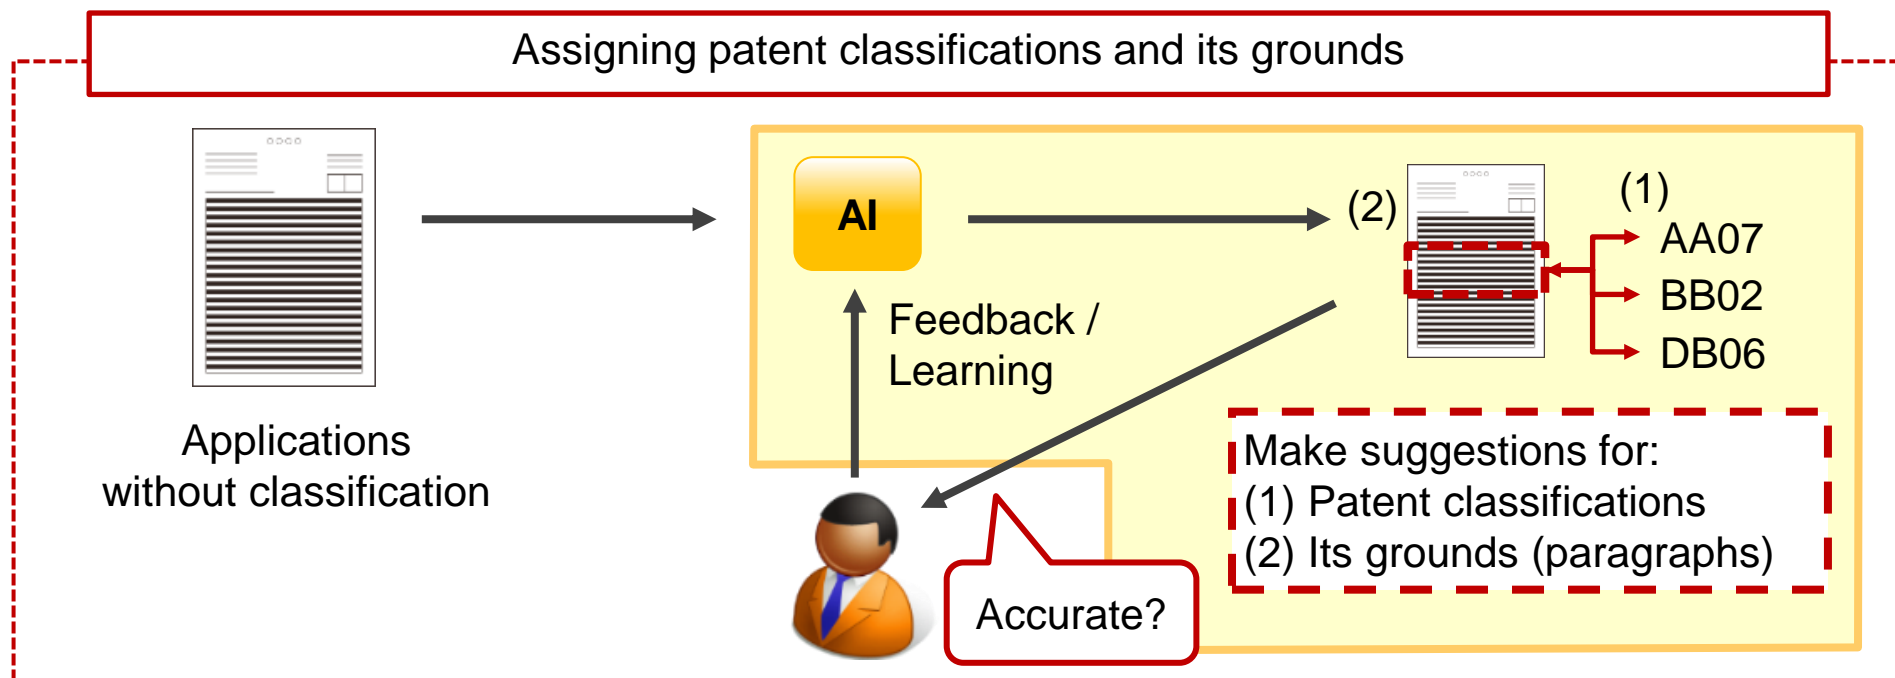 Assigning patent classifications and its grounds
Applications
without classification
AI
Feedback /
Learning
(2)
(1)
AA07
BB02
DB06
Make suggestions for:
(1) Patent classifications
(2) Its grounds (paragraphs)
Accurate?